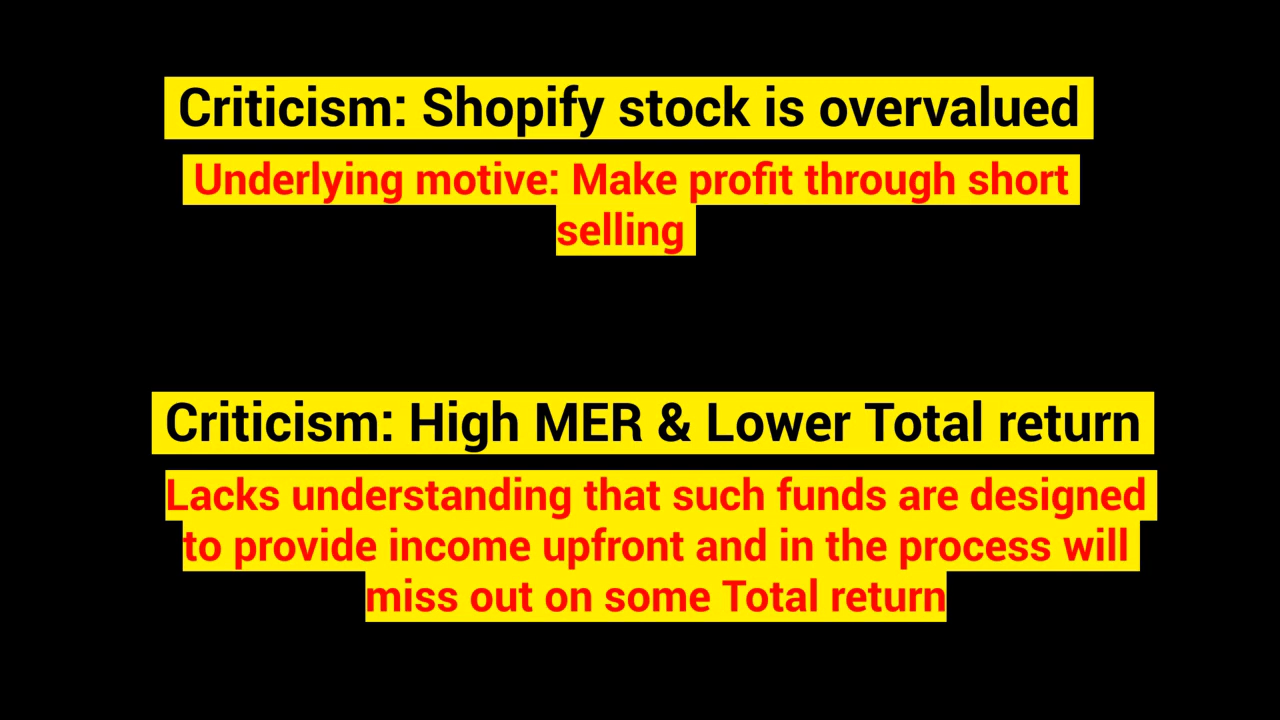 Criticism: Shopify stock is overvalued
Underlying motive: Make profit through short
selling
Criticism: High MER & Lower Total return
Lacks understanding that such funds are designed
to provide income upfront and in the process will
miss out on some Total return